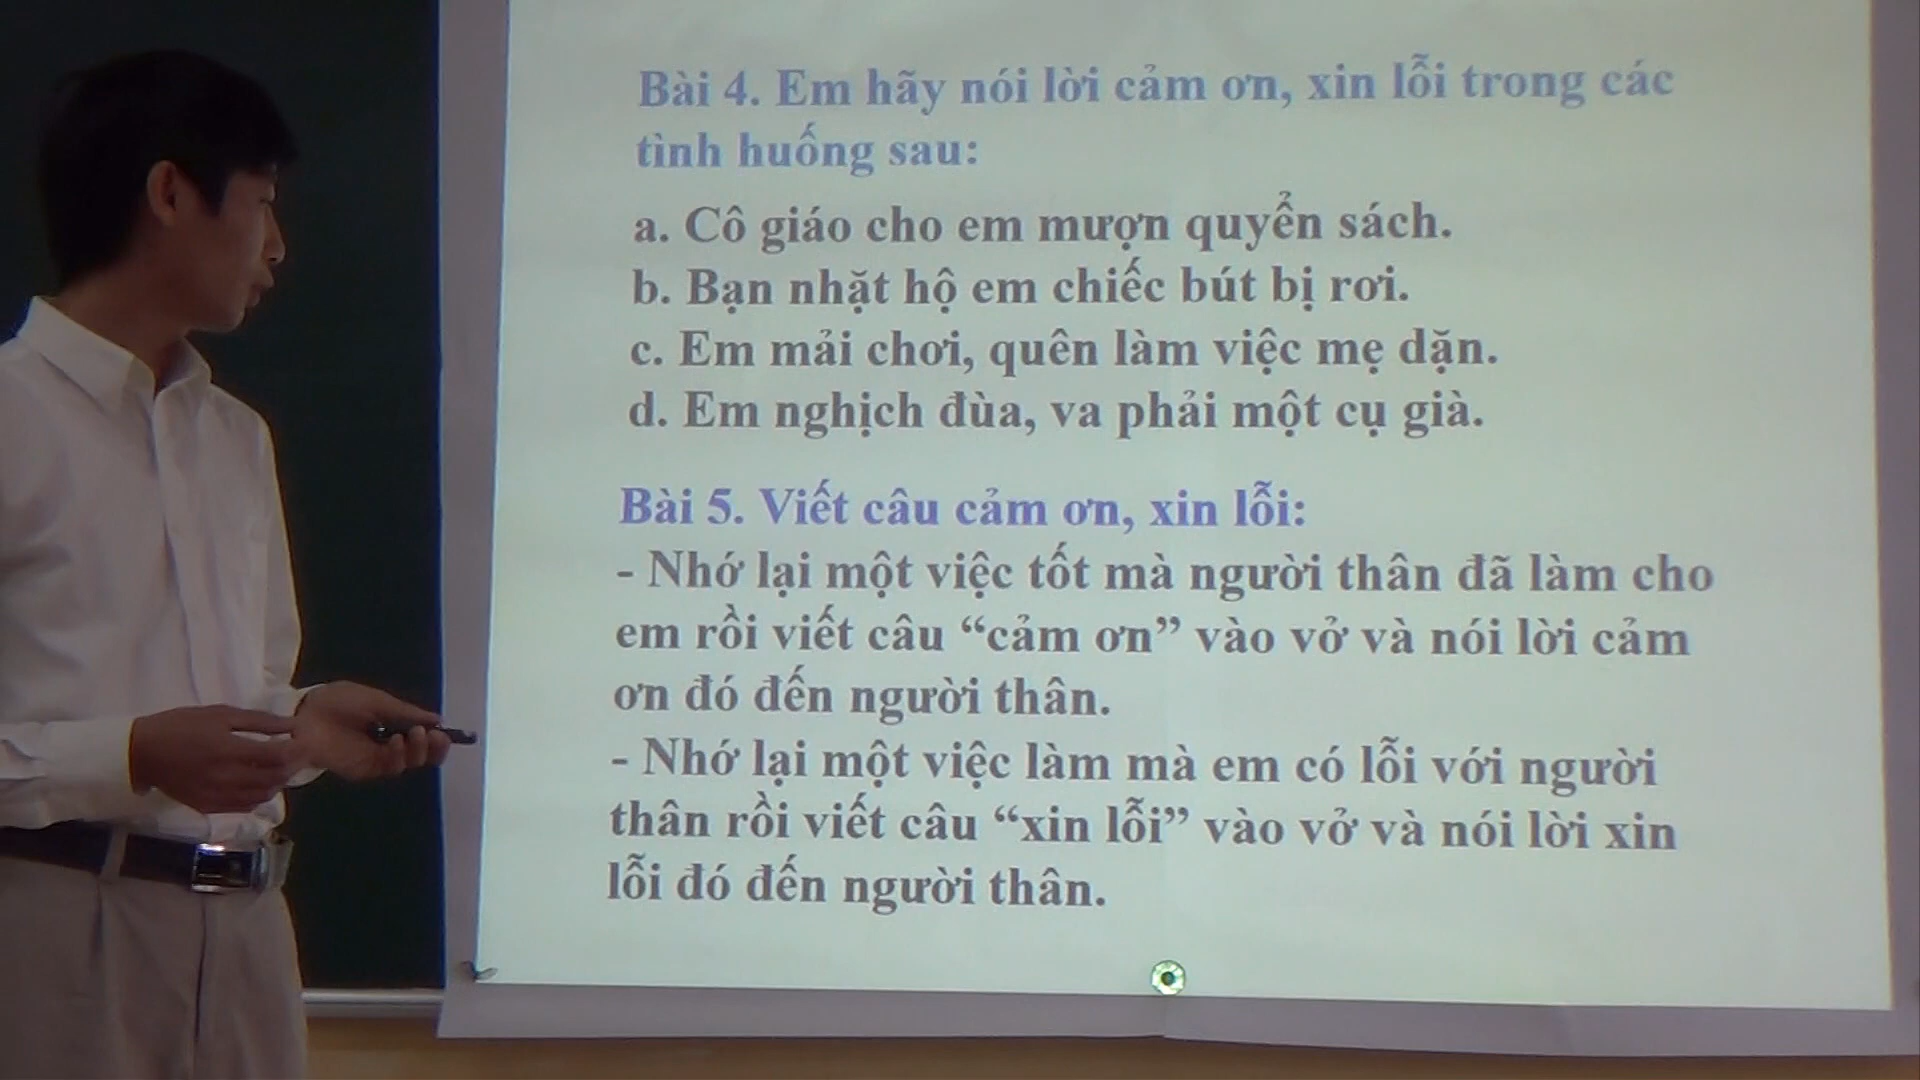 Bài 4. Em hãy nói lời cảm ơn, xin lỗi trong các
tình huống sau:
a. Cô giáo cho em mượn quyển sách.
b. Bạn nhặt hộ em chiếc bút bị rơi.
c. Em mải chơi, quên làm việc mẹ dặn.
d. Em nghịch đùa, va phải một cụ già.
Bài 5. Viết câu cảm ơn, xin lỗi:
- Nhớ lại một việc tốt mà người thân đã làm cho
em rồi viết câu “cảm ơn” vào vở và nói lời cảm
ơn đó đến người thân.
- Nhớ lại một việc làm mà em có lỗi với người
thân rồi viết câu “xin lỗi” vào vở và nói lời xin
lỗi đó đến người thân.